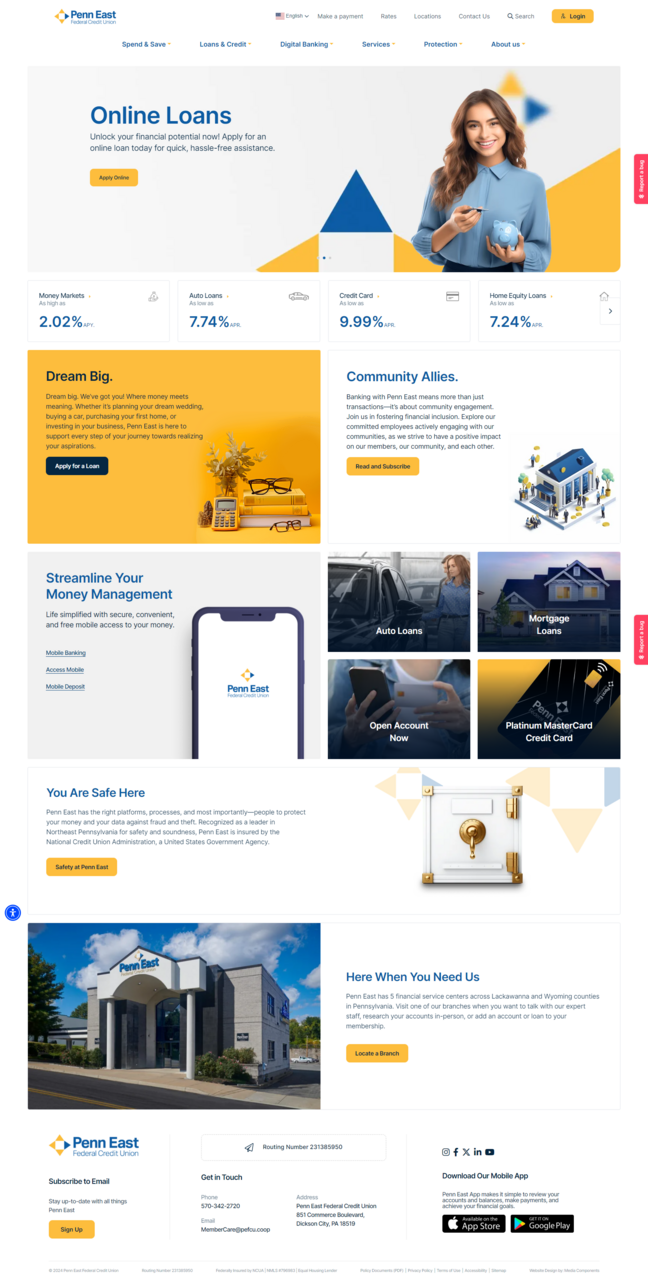 Penn East
Federal Credit Union
English
Make a payment
Rates
Locations
Contact Us
Search
Login
Spend & Save
Loans & Credit
Digital Banking
Services
Protection
About us
Online Loans
Unlock your financial potential now! Apply for an
online loan today for quick, hassle-free assistance.
Apply Online
Report a bug
Money Markets
As high as
2.02% APY.
Auto Loans
As low as
7.74% APR.
Credit Card
As low as
9.99% APR.
Home Equity Loans
As low as
7.24% APR.
Dream Big.
Dream big. We've got you! Where money meets
meaning. Whether it's planning your dream wedding,
buying a car, purchasing your first home, or
investing in your business, Penn East is here to
support every step of your journey towards realizing
your aspirations.
Apply for a Loan
Community Allies.
Banking with Penn East means more than just
transactions—it's about community engagement.
Join us in fostering financial inclusion. Explore our
committed employees actively engaging with our
communities, as we strive to have a positive impact
on our members, our community, and each other.
Read and Subscribe
Streamline Your
Money Management
Life simplified with secure, convenient,
and free mobile access to your money.
Mobile Banking
Access Mobile
Mobile Deposit
Penn East
Federal Credit Union
Auto Loans
Mortgage
Loans
Open Account
Now
Penn
Platinum MasterCard
Credit Card
Report a bug
You Are Safe Here
Penn East has the right platforms, processes, and most importantly—people to protect
your money and your data against fraud and theft. Recognized as a leader in
Northeast Pennsylvania for safety and soundness, Penn East is insured by the
National Credit Union Administration, a United States Government Agency.
Safety at Penn East
Penn East
Here When You Need Us
Penn East has 5 financial service centers across Lackawanna and Wyoming counties
in Pennsylvania. Visit one of our branches when you want to talk with our expert
staff, research your accounts in-person, or add an account or loan to your
membership.
Locate a Branch
Penn East
Federal Credit Union
Subscribe to Email
Stay up-to-date with all things
Penn East
Sign Up
Routing Number 231385950
Get in Touch
Phone
570-342-2720
Email
MemberCare@pefcu.coop
Address
Penn East Federal Credit Union
851 Commerce Boulevard,
Dickson City, PA 18519
Download Our Mobile App
Penn East App makes it simple to review your
accounts and balances, make payments, and
achieve your financial goals.
Available on the
App Store
GET IT ON
Google Play
© 2024 Penn East Federal Credit Union
Routing Number 231385950
Federally Insured by NCUA | NMLS #790563 | Equal Housing Lender
Policy Documents (PDF) | Privacy Policy | Terms of Use | Accessibility | Sitemap
Website Design by: Media Components